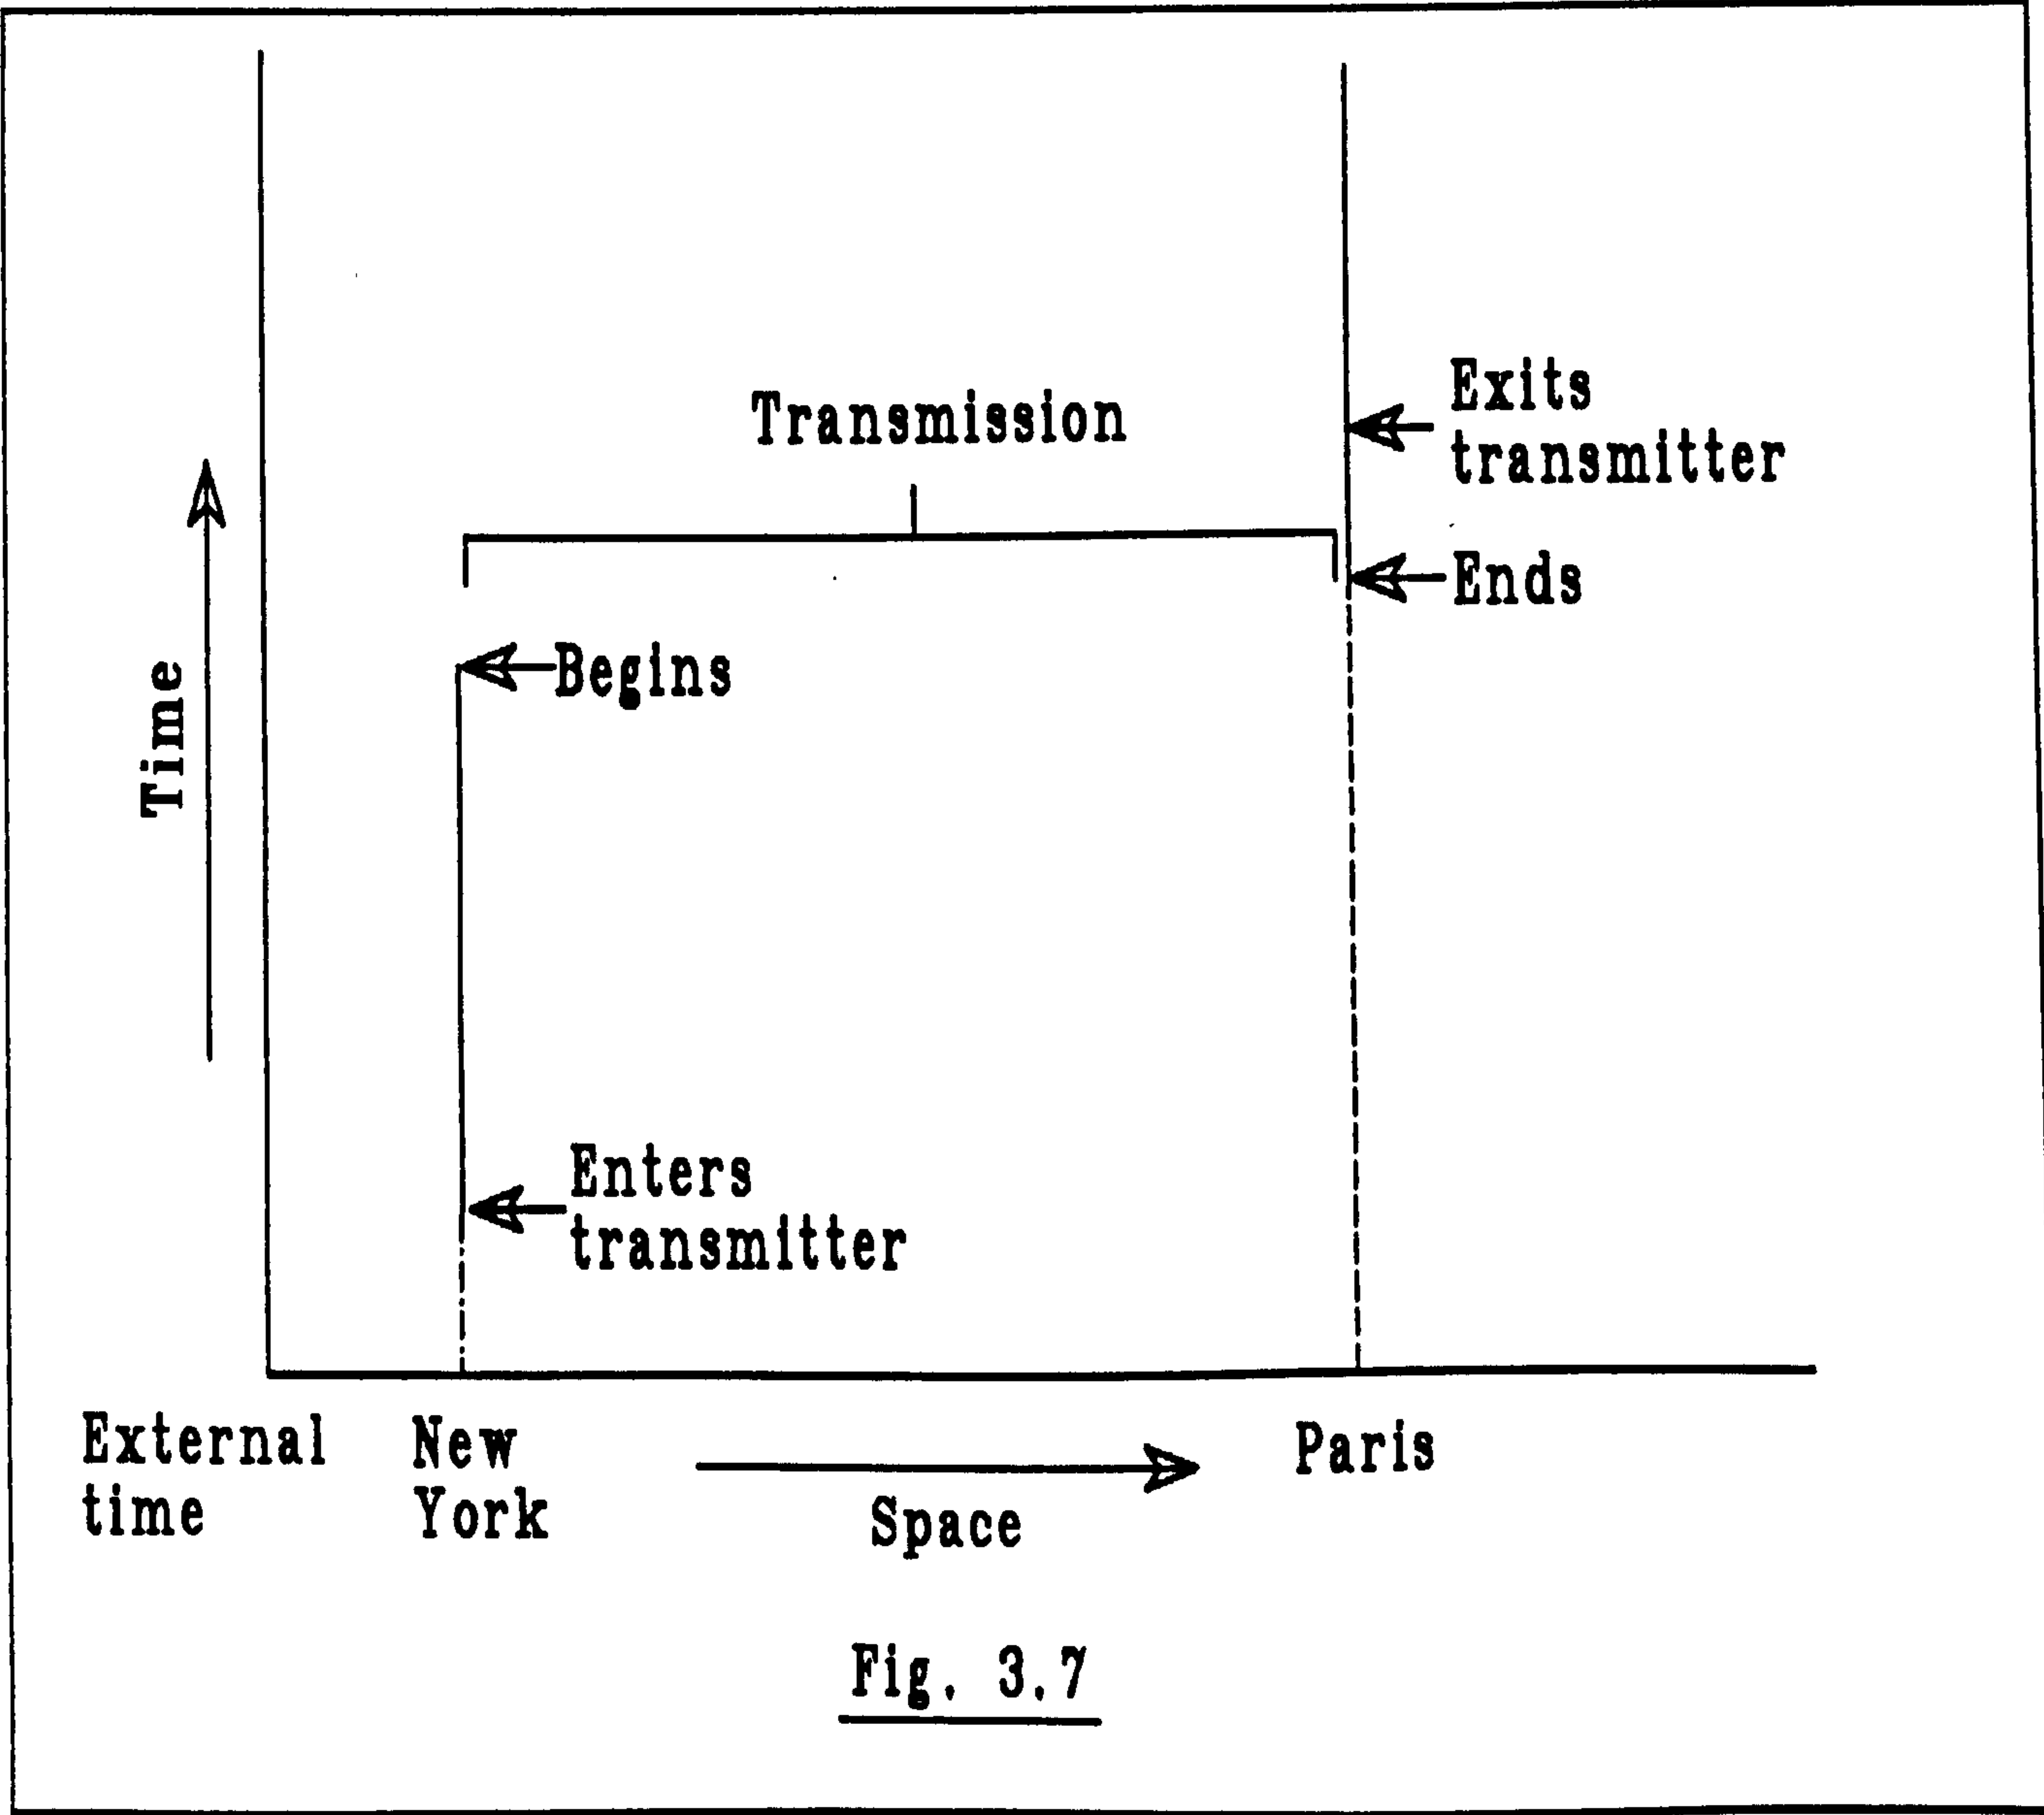 Transmission
Exits
transmitter
Ends
Begins
Time
Enters
transmitter
External
time
New
York
Space
Paris
Fig. 3.7